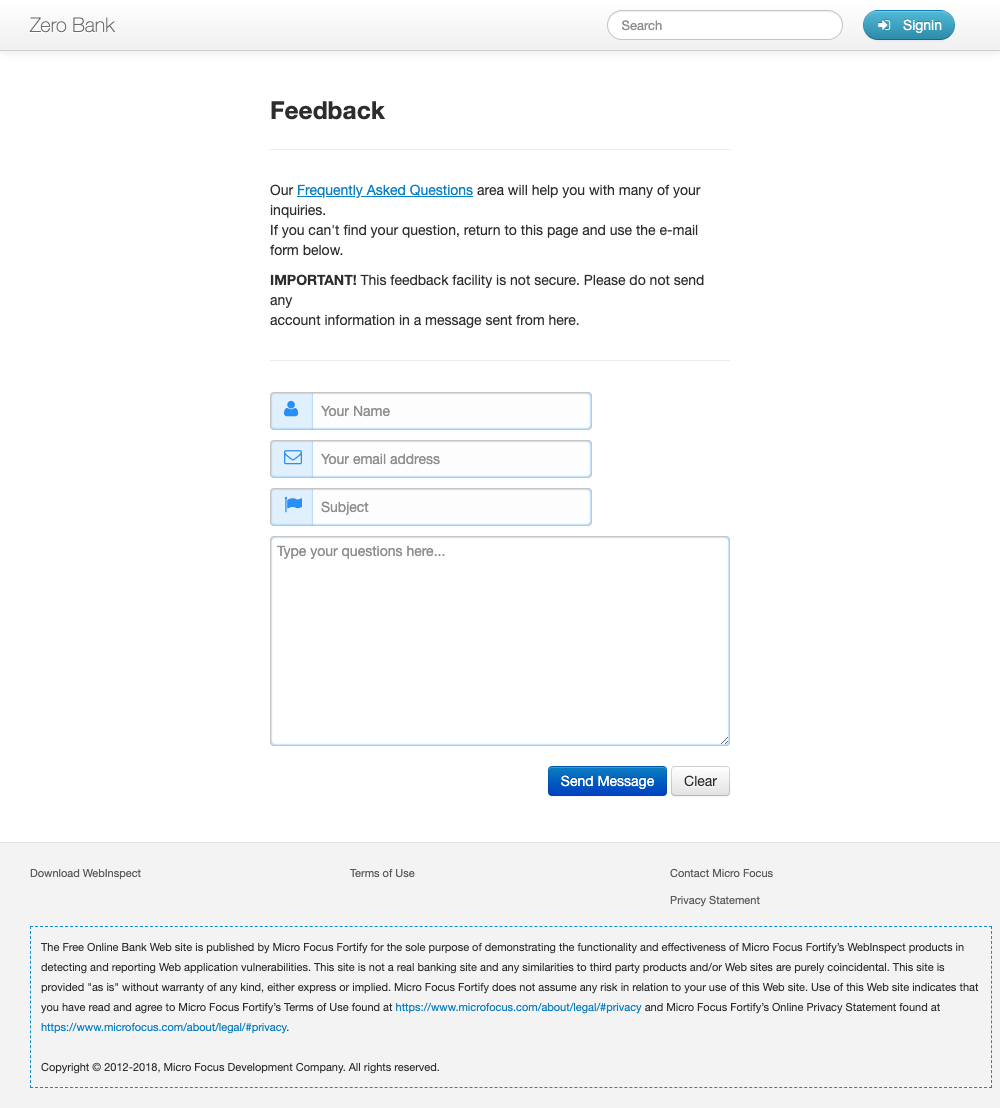 Zero Bank
Search
Signin
Feedback
Our Frequently Asked Questions area will help you with many of your
inquiries.
If you can't find your question, return to this page and use the e-mail
form below.
IMPORTANT! This feedback facility is not secure. Please do not send
any
account information in a message sent from here.
Your Name
Your email address
Subject
Type your questions here...
Send Message
Clear
Download WebInspect
Terms of Use
Contact Micro Focus
Privacy Statement
The Free Online Bank Web site is published by Micro Focus Fortify for the sole purpose of demonstrating the functionality and effectiveness of Micro Focus Fortify’s WebInspect products in
detecting and reporting Web application vulnerabilities. This site is not a real banking site and any similarities to third party products and/or Web sites are purely coincidental. This site is
provided "as is" without warranty of any kind, either express or implied. Micro Focus Fortify does not assume any risk in relation to your use of this Web site. Use of this Web site indicates that
you have read and agree to Micro Focus Fortify’s Terms of Use found at https://www.microfocus.com/about/legal/#privacy and Micro Focus Fortify’s Online Privacy Statement found at
https://www.microfocus.com/about/legal/#privacy.
Copyright © 2012-2018, Micro Focus Development Company. All rights reserved.